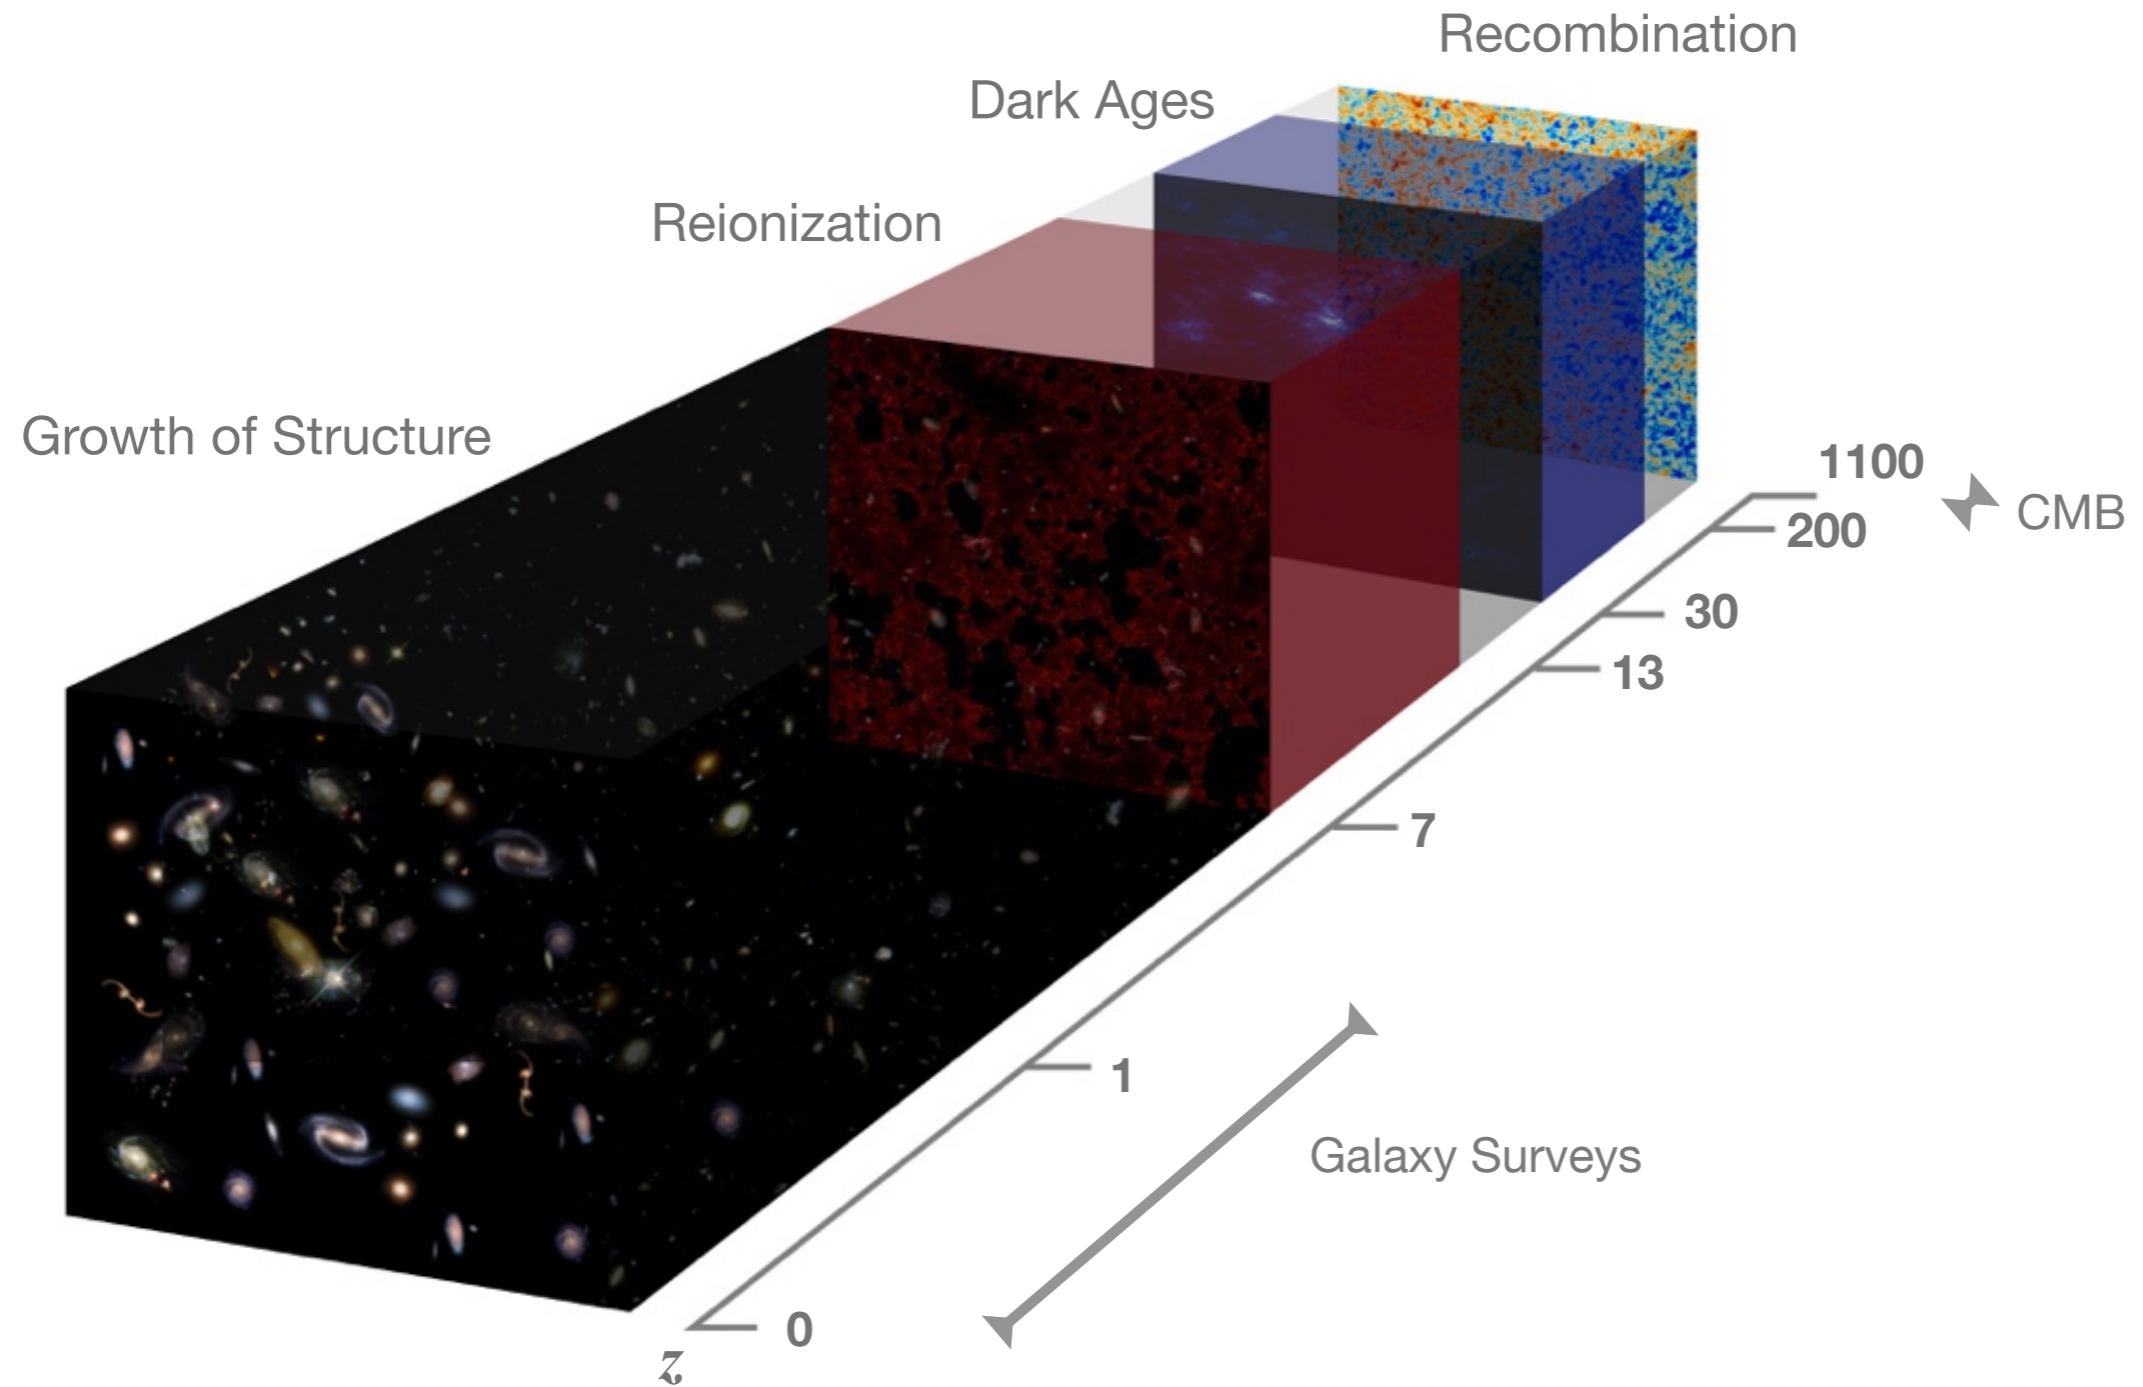 Recombination
Dark Ages
Reionization
Growth of Structure
1100
CMB
200
30
13
7
1
Galaxy Surveys
0
z